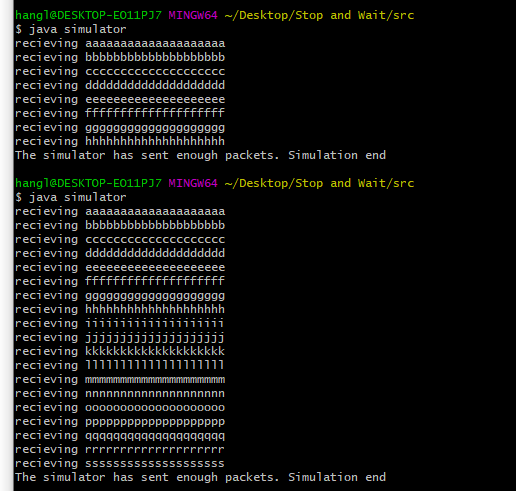 hangl@DESKTOP-EO11PJ7 MINGW64 ~/Desktop/Stop and Wait/src
$ java simulator
recieving aaaaaaaaaaaaaaaaaaaa
recieving bbbbbbbbbbbbbbbbbbbb
recieving cccccccccccccccccccc
recieving dddddddddddddddddddd
recieving eeeeeeeeeeeeeeeeeeee
recieving ffffffffffffffffffff
recieving gggggggggggggggggggg
recieving hhhhhhhhhhhhhhhhhhhh
The simulator has sent enough packets. Simulation end
hangl@DESKTOP-EO11PJ7 MINGW64 ~/Desktop/Stop and Wait/src
$ java simulator
recieving aaaaaaaaaaaaaaaaaaaa
recieving bbbbbbbbbbbbbbbbbbbb
recieving cccccccccccccccccccc
recieving dddddddddddddddddddd
recieving eeeeeeeeeeeeeeeeeeee
recieving ffffffffffffffffffff
recieving gggggggggggggggggggg
recieving hhhhhhhhhhhhhhhhhhhh
recieving iiiiiiiiiiiiiiiiiiii
recieving jjjjjjjjjjjjjjjjjjjj
recieving kkkkkkkkkkkkkkkkkkkk
recieving llllllllllllllllllll
recieving mmmmmmmmmmmmmmmmmmmm
recieving nnnnnnnnnnnnnnnnnnnn
recieving oooooooooooooooooooo
recieving pppppppppppppppppppp
recieving qqqqqqqqqqqqqqqqqqqq
recieving rrrrrrrrrrrrrrrrrrrr
recieving ssssssssssssssssssss
The simulator has sent enough packets. Simulation end